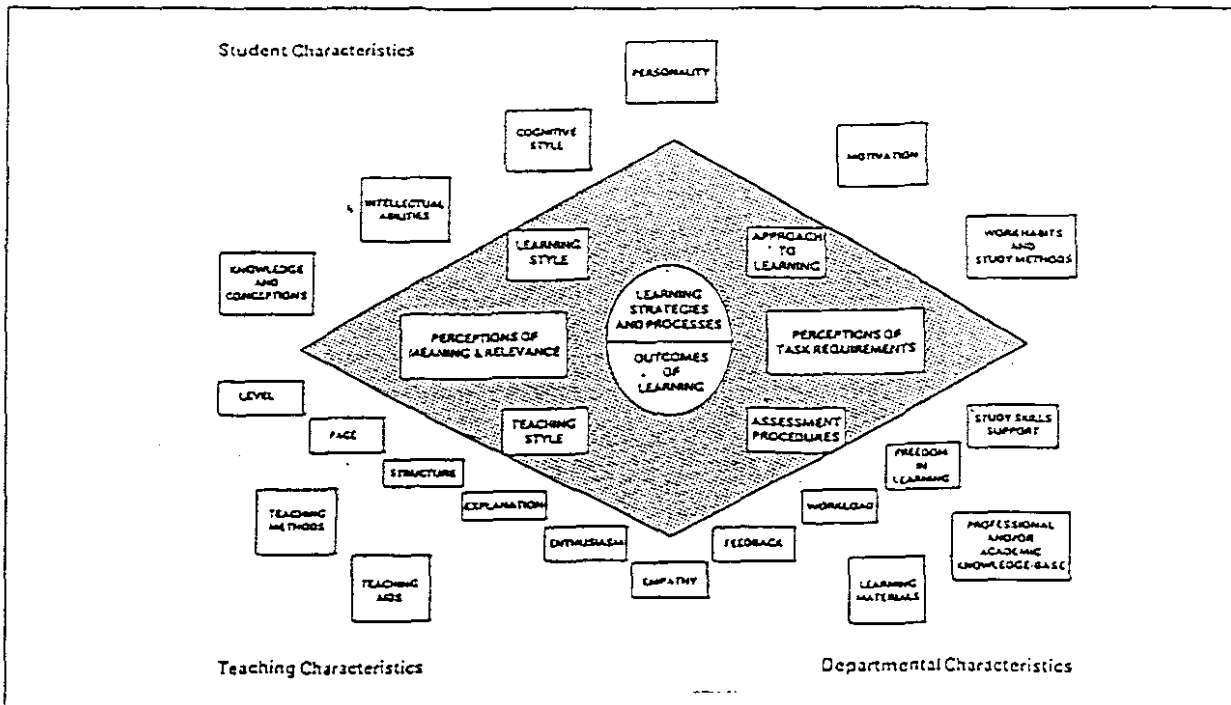 Student Characteristics
PERSONALITY
COGNITIVE
STYLE
MOTIVATION
INTELLECTUAL
ABILITIES
WORK HABITS
AND
STUDY METHODS
KNOWLEDGE
AND
CONCEPTIONS
LEARNING
STYLE
APPROACH
TO
LEARNING
LEARNING
STRATEGIES
AND PROCESSES
PERCEPTIONS OF
MEANING & RELEVANCE
PERCEPTIONS OF
TASK REQUIREMENTS
OUTCOMES
OF
LEARNING
LEVEL
PACE
STRUCTURE
EXPLANATION
ENTHUSIASM
EMPATHY
FEEDBACK
WORKLOAD
FREEDOM
IN
LEARNING
STUDY SKILLS
SUPPORT
TEACHING
STYLE
ASSESSMENT
PROCEDURES
TEACHING
METHODS
TEACHING
AIDS
LEARNING
MATERIALS
PROFESSIONAL
AND/OR
ACADEMIC
KNOWLEDGE-BASE
Teaching Characteristics
Departmental Characteristics